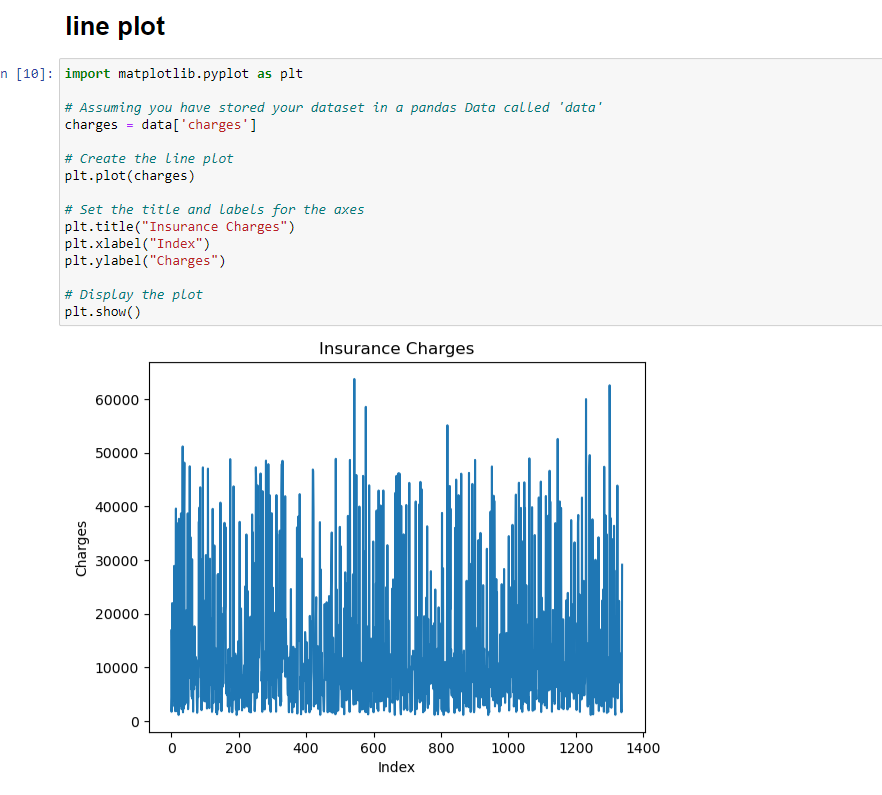 line plot
n [10]:
import matplotlib.pyplot as plt
# Assuming you have stored your dataset in a pandas Data called 'data'
charges = data['charges']
# Create the line plot
plt.plot(charges)
# Set the title and labels for the axes
plt.title("Insurance Charges")
plt.xlabel("Index")
plt.ylabel("Charges")
# Display the plot
plt.show()
Insurance Charges
60000
50000
40000
30000
20000
10000
0
Charges
0 200 400 600 800 1000 1200 1400
Index